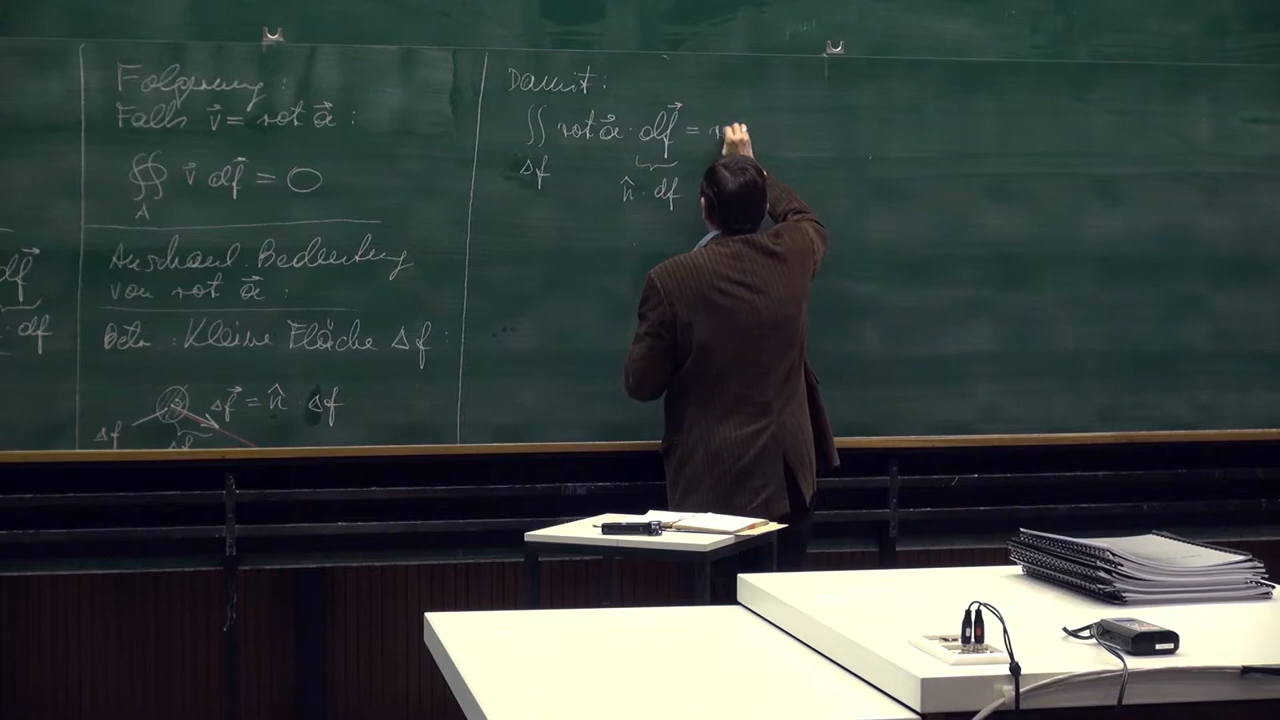 df⃗
· df
Folgerung :
Falls v⃗ = rot a⃗ :
∯ v⃗ df⃗ = 0
A
Anschaul. Bedeutung
von rot a⃗ :
Betr. : Kleine Fläche Δf :
Δf⃗ = n̂ Δf
Δf
Δf
Damit :
∬ rot a⃗ · df⃗ = r
Δf
n̂ · df